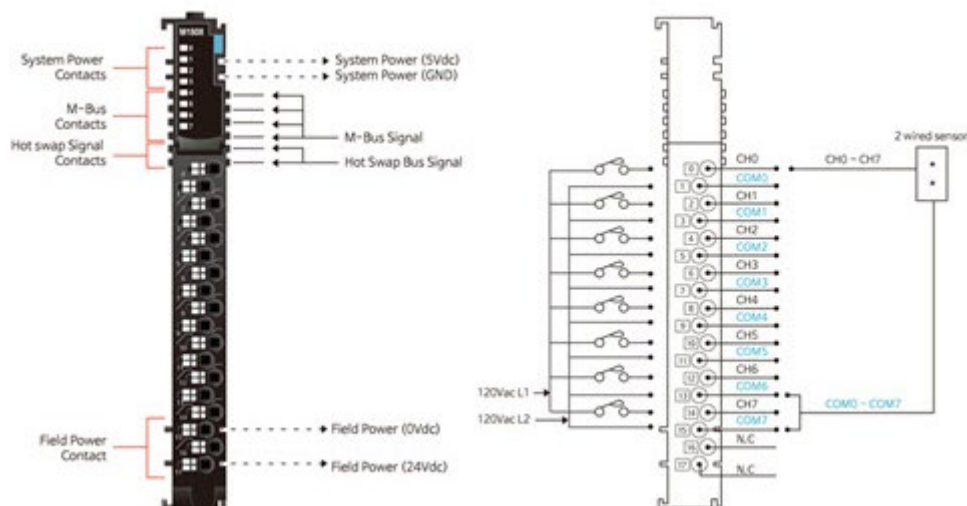 M1808
System Power
Contacts
M-Bus
Contacts
Hot swap Signal
Contacts
Field Power
Contact
System Power (5Vdc)
System Power (GND)
M-Bus Signal
Hot Swap Bus Signal
Field Power (0Vdc)
Field Power (24Vdc)
120Vac L1
120Vac L2
0 CH0
1 COM0
2 CH1
3 COM1
4 CH2
5 COM2
6 CH3
7 COM3
8 CH4
9 COM4
10 CH5
11 COM5
12 CH6
13 COM6
14 CH7
15 COM7
16 N.C
17 N.C
CH0 ~ CH7
2 wired sensor
COM0 ~ COM7